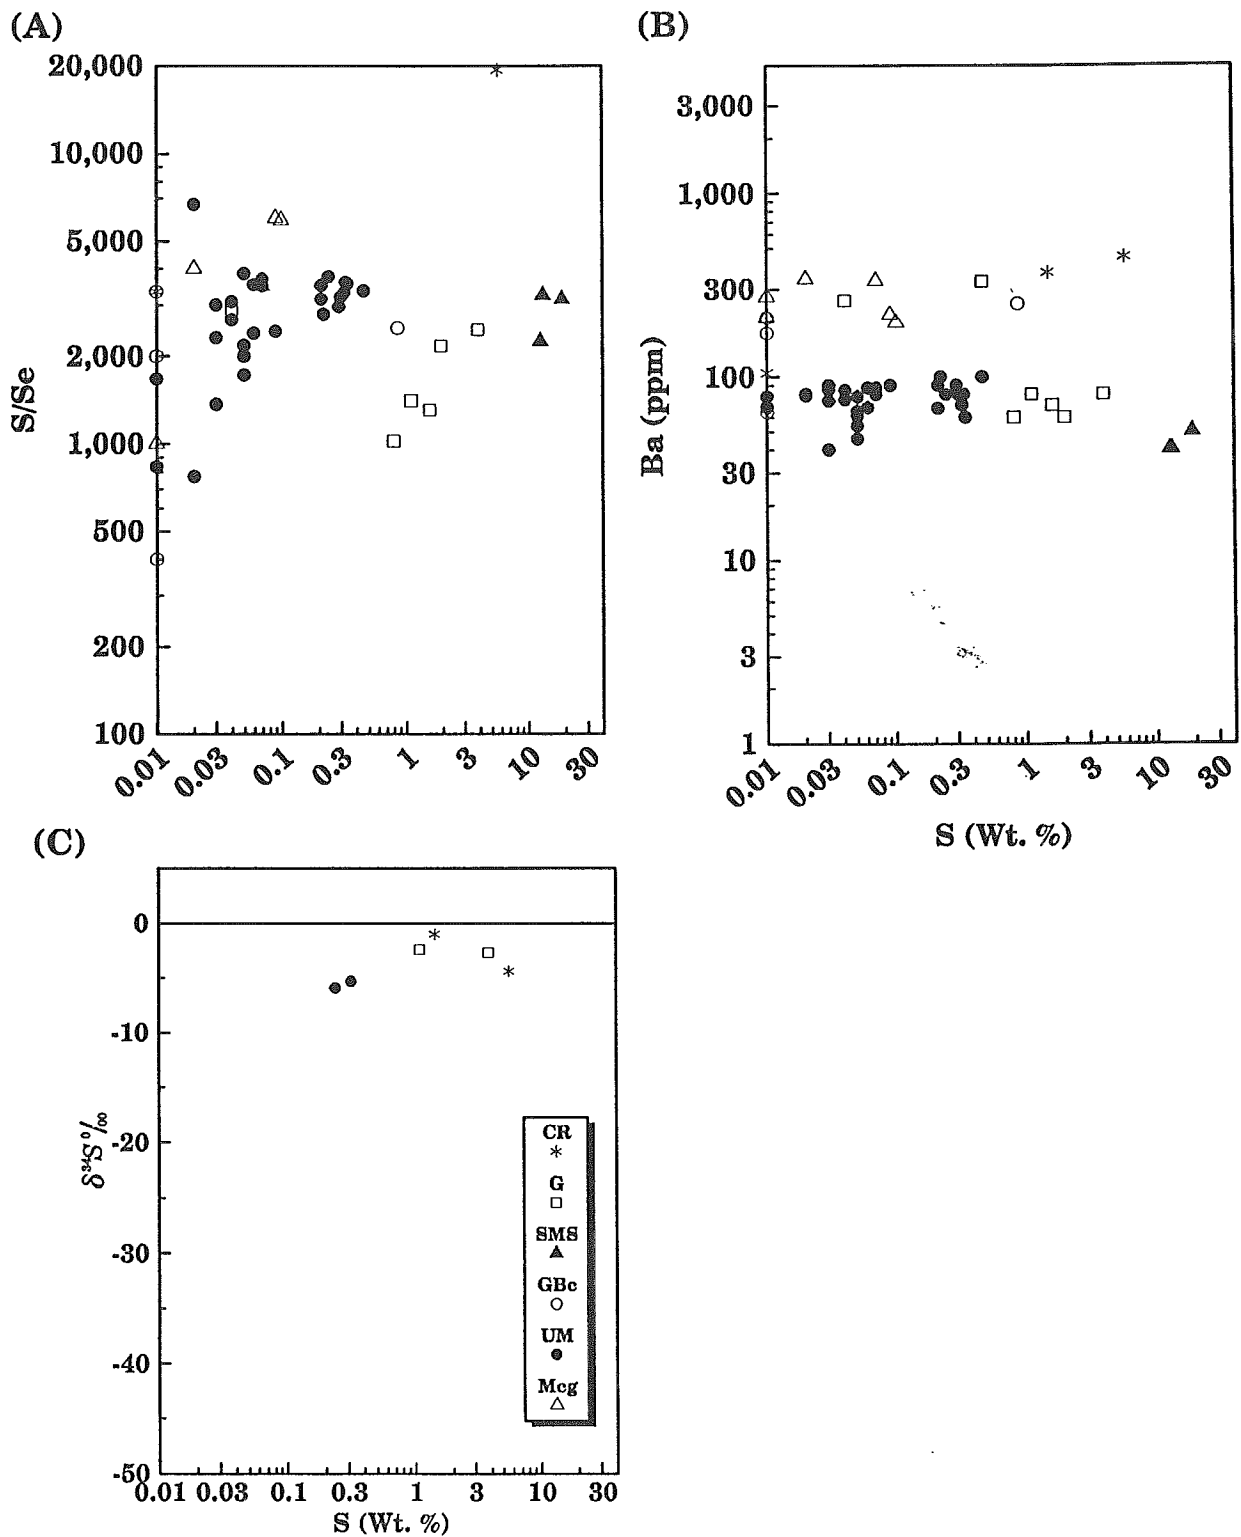 (A)
20,000
10,000
5,000
2,000
1,000
500
200
100
S/Se
0.01 0.03 0.1 0.3 1 3 10 30
(B)
3,000
1,000
300
100
30
10
3
1
Ba (ppm)
0.01 0.03 0.1 0.3 1 3 10 30
S (Wt. %)
(C)
0
-10
-20
-30
-40
-50
δ³⁴S‰
CR
G
SMS
GBc
UM
Mcg
0.01 0.03 0.1 0.3 1 3 10 30
S (Wt. %)